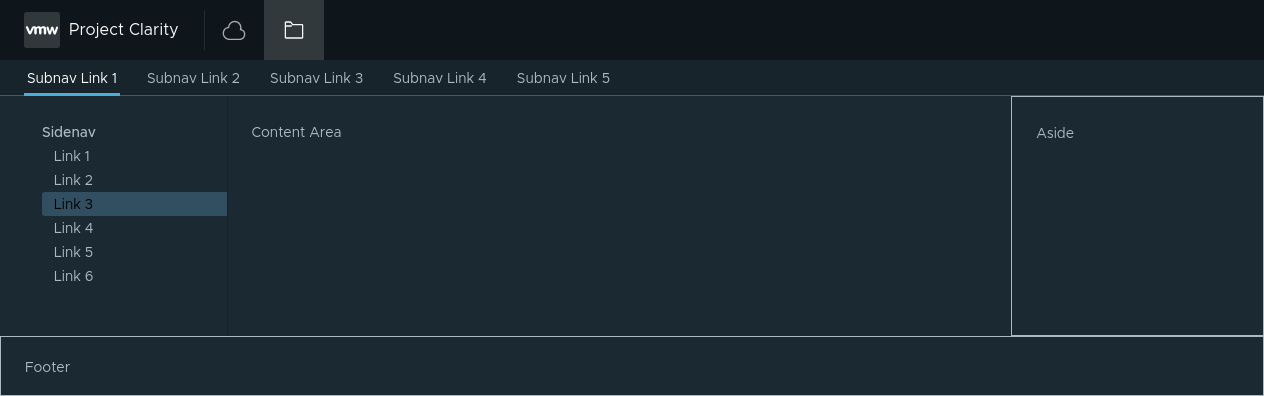 vmw Project Clarity
Subnav Link 1 Subnav Link 2 Subnav Link 3 Subnav Link 4 Subnav Link 5
Sidenav
Link 1
Link 2
Link 3
Link 4
Link 5
Link 6
Content Area
Aside
Footer